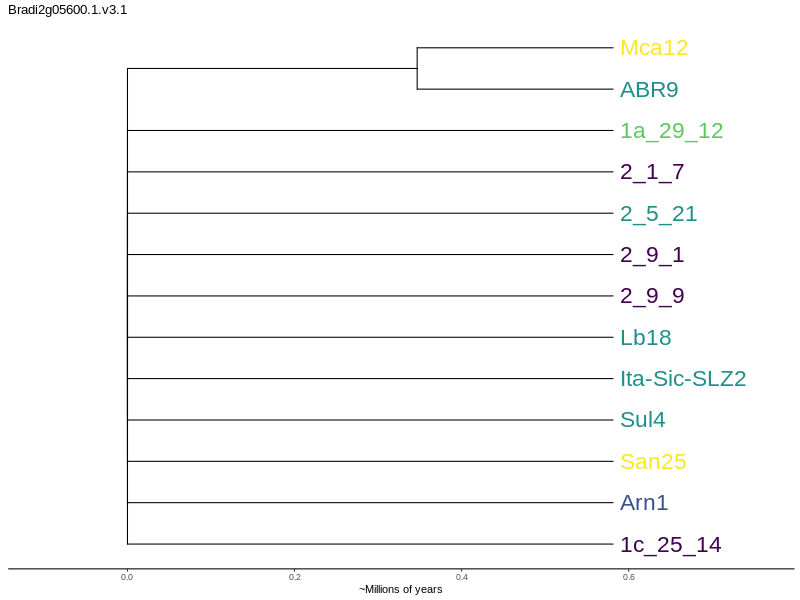 Bradi2g05600.1.v3.1
Mca12
ABR9
1a_29_12
2_1_7
2_5_21
2_9_1
2_9_9
Lb18
Ita-Sic-SLZ2
Sul4
San25
Arn1
1c_25_14
0.0 0.2 0.4 0.6
~Millions of years